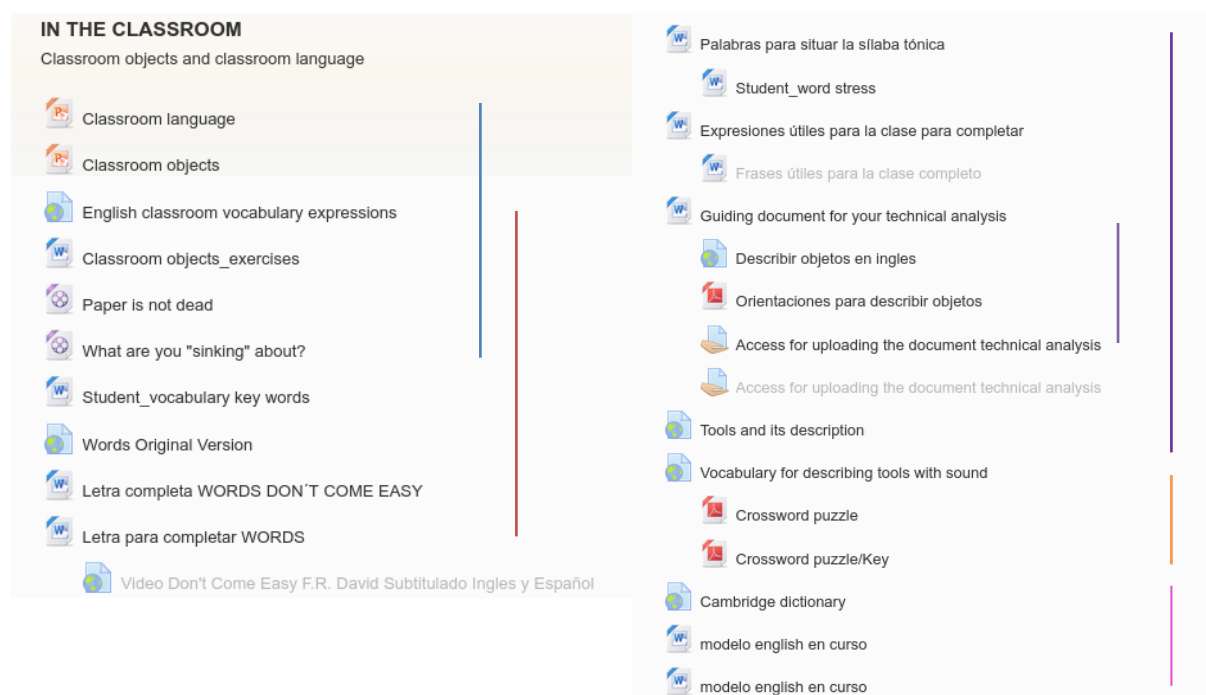 IN THE CLASSROOM
Classroom objects and classroom language
Classroom language
Classroom objects
English classroom vocabulary expressions
Classroom objects_exercises
Paper is not dead
What are you "sinking" about?
Student_vocabulary key words
Words Original Version
Letra completa WORDS DON´T COME EASY
Letra para completar WORDS
Video Don't Come Easy F.R. David Subtitulado Ingles y Español
Palabras para situar la sílaba tónica
Student_word stress
Expresiones útiles para la clase para completar
Frases útiles para la clase completo
Guiding document for your technical analysis
Describir objetos en ingles
Orientaciones para describir objetos
Access for uploading the document technical analysis
Access for uploading the document technical analysis
Tools and its description
Vocabulary for describing tools with sound
Crossword puzzle
Crossword puzzle/Key
Cambridge dictionary
modelo english en curso
modelo english en curso